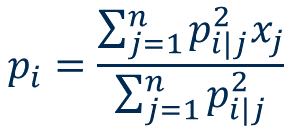 p_i = \frac{\sum_{j=1}^{n} p_{i|j}^{2} x_j}{\sum_{j=1}^{n} p_{i|j}^{2}}